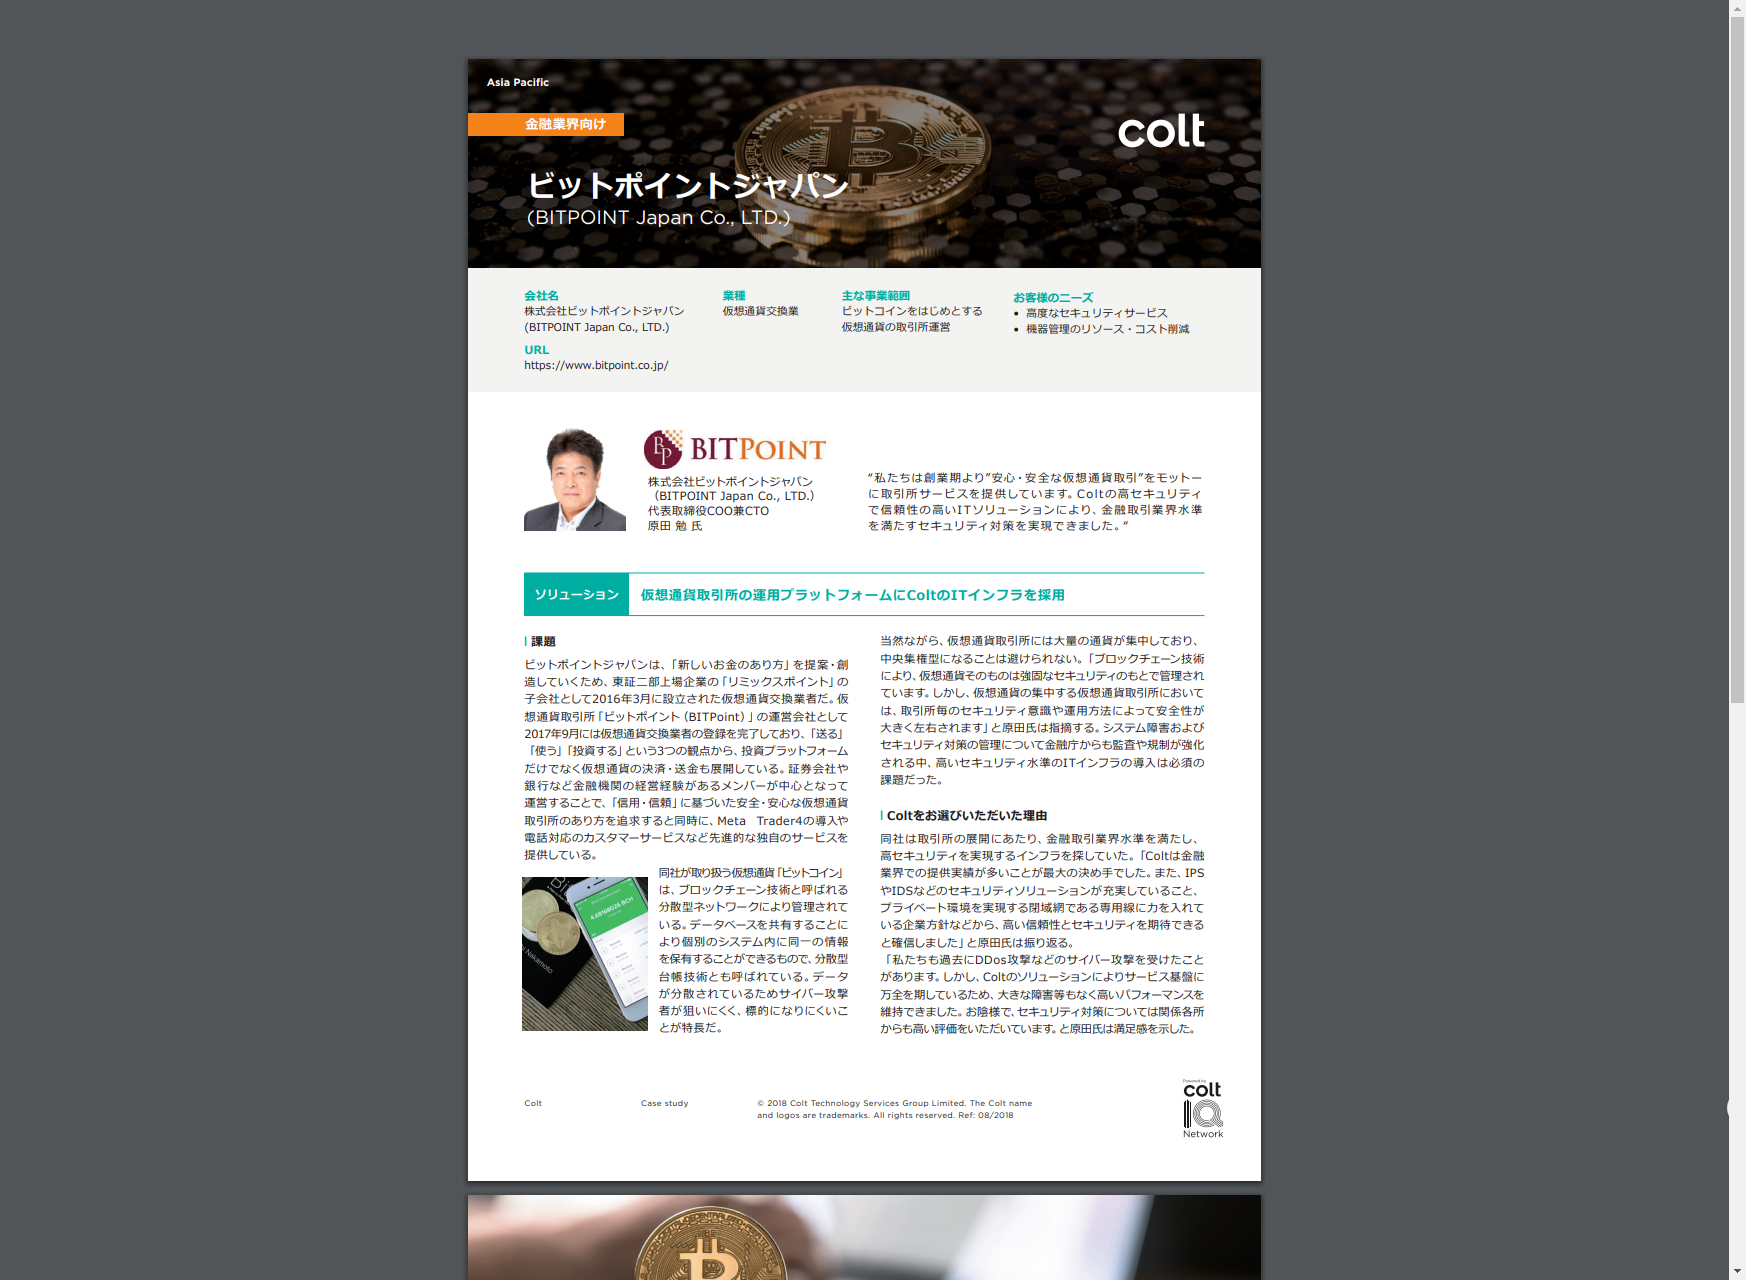 Asia Pacific
金融業界向け
colt
ビットポイントジャパン
(BITPOINT Japan Co., LTD.)
会社名
株式会社ビットポイントジャパン
(BITPOINT Japan Co., LTD.)
URL
https://www.bitpoint.co.jp/
業種
仮想通貨交換業
主な事業範囲
ビットコインをはじめとする
仮想通貨の取引所運営
お客様のニーズ
• 高度なセキュリティサービス
• 機器管理のリソース・コスト削減
BITPOINT
株式会社ビットポイントジャパン
（BITPOINT Japan Co., LTD.）
代表取締役COO兼CTO
原田 勉 氏
“私たちは創業期より”安心・安全な仮想通貨取引”をモットー
に取引所サービスを提供しています。Coltの高セキュリティ
で信頼性の高いITソリューションにより、金融取引業界水準
を満たすセキュリティ対策を実現できました。“
ソリューション
仮想通貨取引所の運用プラットフォームにColtのITインフラを採用
課題
ビットポイントジャパンは、「新しいお金のあり方」を提案・創
造していくため、東証二部上場企業の「リミックスポイント」の
子会社として2016年3月に設立された仮想通貨交換業者だ。仮
想通貨取引所「ビットポイント（BITPoint）」の運営会社として
2017年9月には仮想通貨交換業者の登録を完了しており、「送る」
「使う」「投資する」という3つの観点から、投資プラットフォーム
だけでなく仮想通貨の決済・送金も展開している。証券会社や
銀行など金融機関の経営経験があるメンバーが中心となって
運営することで、「信用・信頼」に基づいた安全・安心な仮想通貨
取引所のあり方を追求すると同時に、Meta Trader4の導入や
電話対応のカスタマーサービスなど先進的な独自のサービスを
提供している。
同社が取り扱う仮想通貨「ビットコイン」
は、ブロックチェーン技術と呼ばれる
分散型ネットワークにより管理されて
いる。データベースを共有することに
より個別のシステム内に同一の情報
を保有することができるもので、分散型
台帳技術とも呼ばれている。データ
が分散されているためサイバー攻撃
者が狙いにくく、標的になりにくいこ
とが特長だ。
4.68168026 BCH
Nakamoto
当然ながら、仮想通貨取引所には大量の通貨が集中しており、
中央集権型になることは避けられない。「ブロックチェーン技術
により、仮想通貨そのものは強固なセキュリティのもとで管理され
ています。しかし、仮想通貨の集中する仮想通貨取引所において
は、取引所毎のセキュリティ意識や運用方法によって安全性が
大きく左右されます」と原田氏は指摘する。システム障害および
セキュリティ対策の管理について金融庁からも監査や規制が強化
される中、高いセキュリティ水準のITインフラの導入は必須の
課題だった。
Coltをお選びいただいた理由
同社は取引所の展開にあたり、金融取引業界水準を満たし、
高セキュリティを実現するインフラを探していた。「Coltは金融
業界での提供実績が多いことが最大の決め手でした。また、IPS
やIDSなどのセキュリティソリューションが充実していること、
プライベート環境を実現する閉域網である専用線に力を入れて
いる企業方針などから、高い信頼性とセキュリティを期待できる
と確信しました」と原田氏は振り返る。
「私たちも過去にDDos攻撃などのサイバー攻撃を受けたこと
があります。しかし、Coltのソリューションによりサービス基盤に
万全を期しているため、大きな障害等もなく高いパフォーマンスを
維持できました。お陰様で、セキュリティ対策については関係各所
からも高い評価をいただいています。と原田氏は満足感を示した。
Colt
Case study
© 2018 Colt Technology Services Group Limited. The Colt name
and logos are trademarks. All rights reserved. Ref: 08/2018
Powered by
colt
IQ
Network